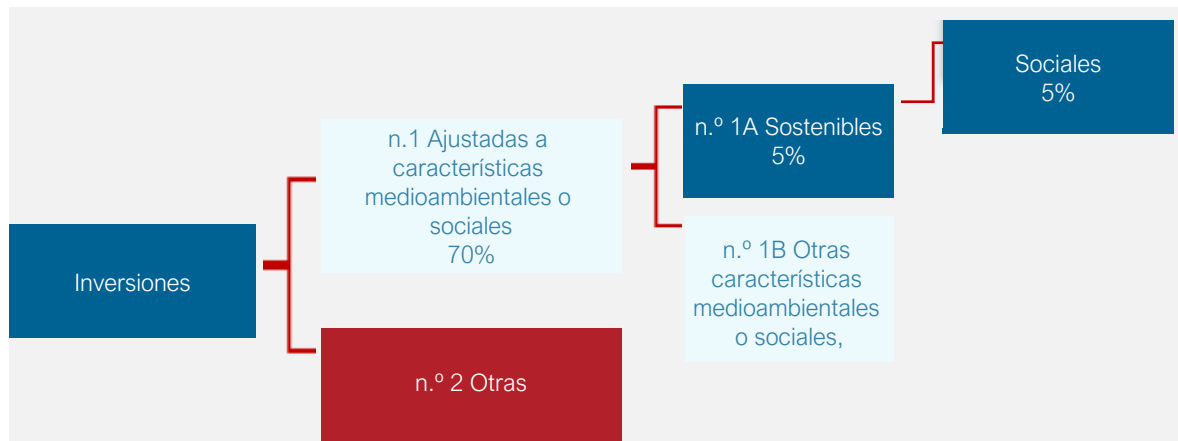 Inversiones
n.1 Ajustadas a
características
medioambientales o
sociales
70%
n.º 2 Otras
n.º 1A Sostenibles
5%
n.º 1B Otras
características
medioambientales
o sociales,
Sociales
5%